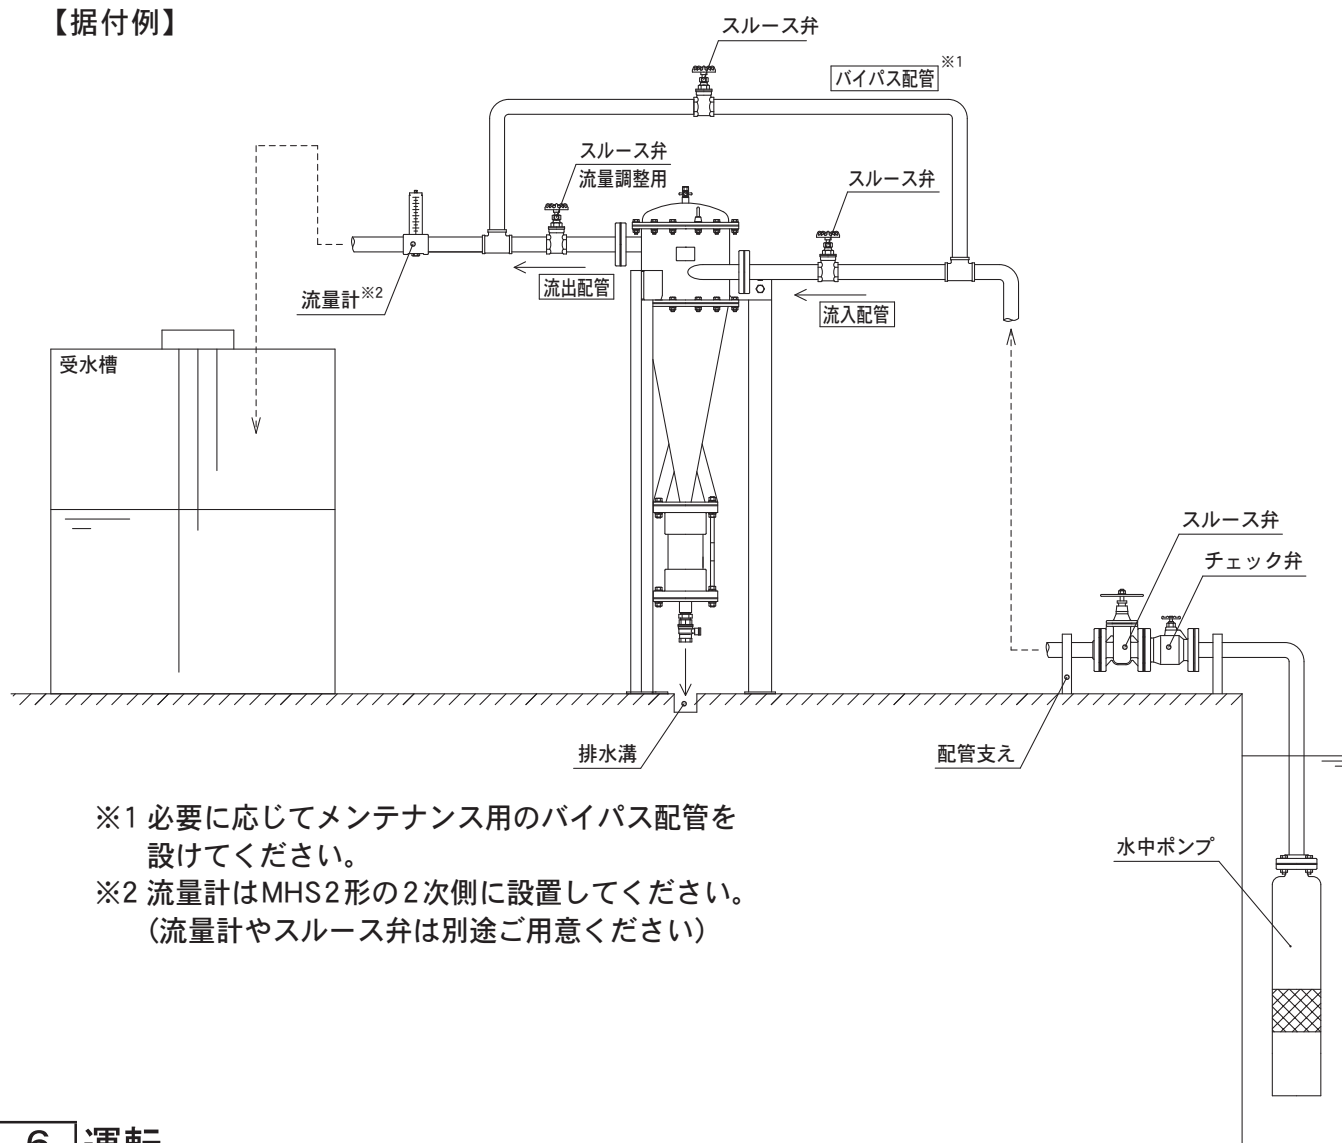 【据付例】
スルース弁
バイパス配管※1
スルース弁
流量調整用
スルース弁
流出配管
流量計※2
流入配管
受水槽
スルース弁
チェック弁
排水溝
配管支え
※1 必要に応じてメンテナンス用のバイパス配管を
設けてください。
※2 流量計はMHS2形の2次側に設置してください。
(流量計やスルース弁は別途ご用意ください)
水中ポンプ
6 運転